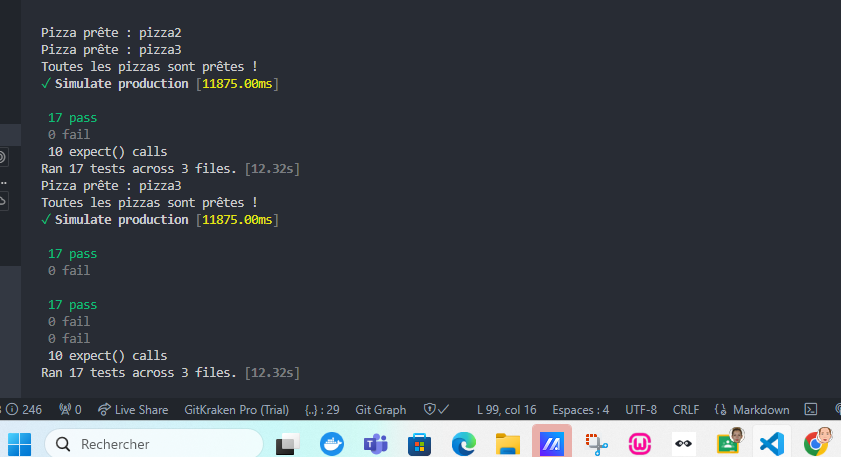 Pizza prête : pizza2
Pizza prête : pizza3
Toutes les pizzas sont prêtes !
✓ Simulate production [11875.00ms]
17 pass
0 fail
10 expect() calls
Ran 17 tests across 3 files. [12.32s]
Pizza prête : pizza3
Toutes les pizzas sont prêtes !
✓ Simulate production [11875.00ms]
17 pass
0 fail
17 pass
0 fail
0 fail
10 expect() calls
Ran 17 tests across 3 files. [12.32s]
246 0 Live Share GitKraken Pro (Trial) {..} : 29 Git Graph L 99, col 16 Espaces : 4 UTF-8 CRLF Markdown
Rechercher